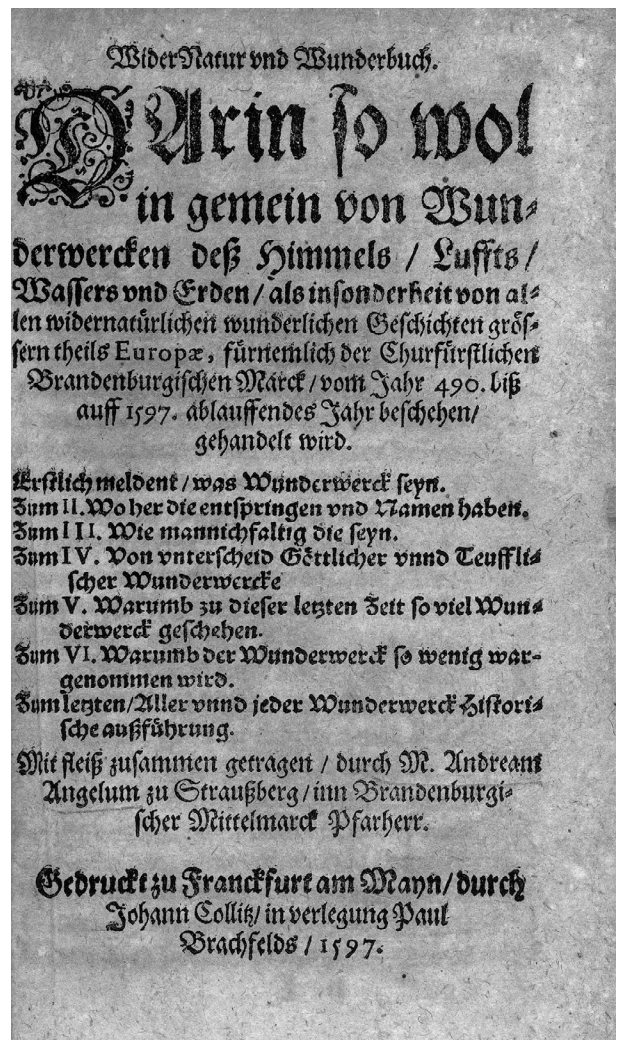 WiderNatur vnd Wunderbuch.
DArin so wol
in gemein von Wun-
derwercken deß Himmels / Luffts /
Wassers vnd Erden / als insonderheit von al-
len widernatürlichen wunderlichen Geschichten grös-
sern theils Europæ, fürnemlich der Churfürstlichen
Brandenburgischen Marck / vom Jahr 490. biß
auff 1597. ablauffendes Jahr beschehen /
gehandelt wird.
Erstlich meldent / was Wunderwerck seyn.
Zum II. Wo her die entspringen vnd Namen haben.
Zum III. Wie mannichfaltig die seyn.
Zum IV. Von vnterscheid Göttlicher vnnd Teuffli-
scher Wunderwercke
Zum V. Warumb zu dieser letzten Zeit so viel Wun-
derwerck geschehen.
Zum VI. Warumb der Wunderwerck so wenig war-
genommen wird.
Zum letzten / Aller vnnd jeder Wunderwerck Histori-
sche außführung.
Mit fleiß zusammen getragen / durch M. Andream
Angelum zu Straußberg / inn Brandenburgi-
scher Mittelmarck Pfarherr.
Gedruckt zu Franckfurt am Mayn / durch
Johann Collitz / in verlegung Paul
Brachfelds / 1597.